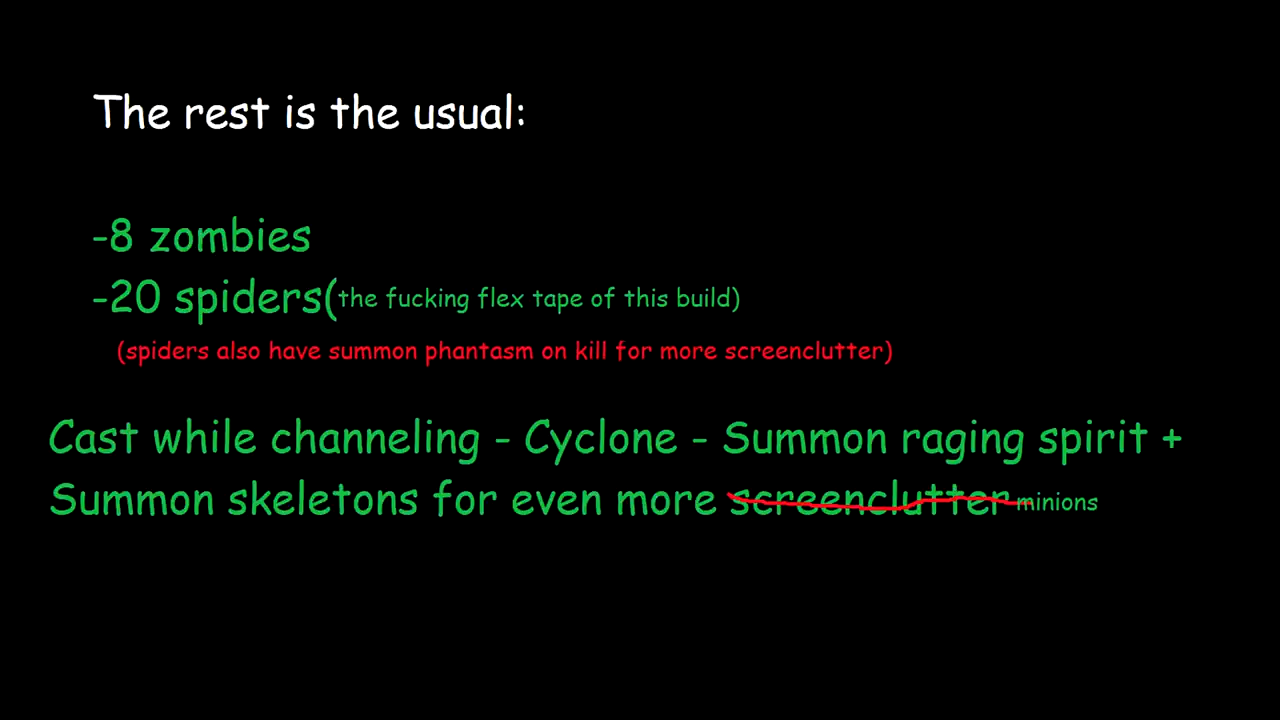 The rest is the usual:
-8 zombies
-20 spiders(the fucking flex tape of this build)
(spiders also have summon phantasm on kill for more screenclutter)
Cast while channeling - Cyclone - Summon raging spirit +
Summon skeletons for even more screenclutter minions